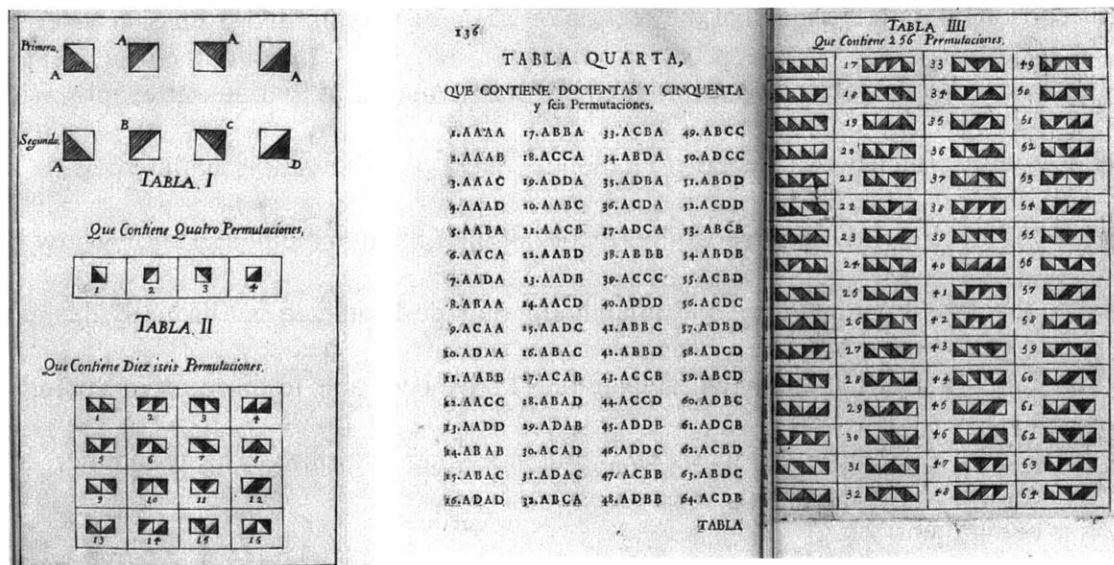 Primera,
A A A A
Segunda,
A B C D
TABLA. I
Que Contiene Quatro Permutaciones,
1 2 3 4
TABLA. II
Que Contiene Diez iseis Permutaciones,
1 2 3 4
5 6 7 8
9 10 11 12
13 14 15 16
136
TABLA QUARTA,
QUE CONTIENE DOCIENTAS Y CINQUENTA
y seis Permutaciones.
1.AAAA 17.ABBA 33.ACBA 49.ABCC
2.AAAB 18.ACCA 34.ABDA 50.ADCC
3.AAAC 19.ADDA 35.ADBA 51.ABDD
4.AAAD 20.AABC 36.ACDA 52.ACDD
5.AABA 21.AACB 37.ADCA 53.ABCB
6.AACA 22.AABD 38.ABBB 54.ABDB
7.AADA 23.AADB 39.ACCC 55.ACBD
8.ABAA 24.AACD 40.ADDD 56.ACDC
9.ACAA 25.AADC 41.ABBC 57.ADBD
10.ADAA 26.ABAC 42.ABBD 58.ADCD
11.AABB 27.ACAB 43.ACCB 59.ABCD
12.AACC 28.ABAD 44.ACCD 60.ADBC
13.AADD 29.ADAB 45.ADDB 61.ADCB
14.ABAB 30.ACAD 46.ADDC 62.ACBD
15.ABAC 31.ADAC 47.ACBB 63.ABDC
16.ADAD 32.ABCA 48.ADBB 64.ACDB
TABLA
TABLA IIII
Que Contiene 256 Permutaciones,
17 33 49
18 34 50
19 35 51
20 36 52
21 37 53
22 38 54
23 39 55
24 40 56
25 41 57
26 42 58
27 43 59
28 44 60
29 45 61
30 46 62
31 47 63
32 48 64